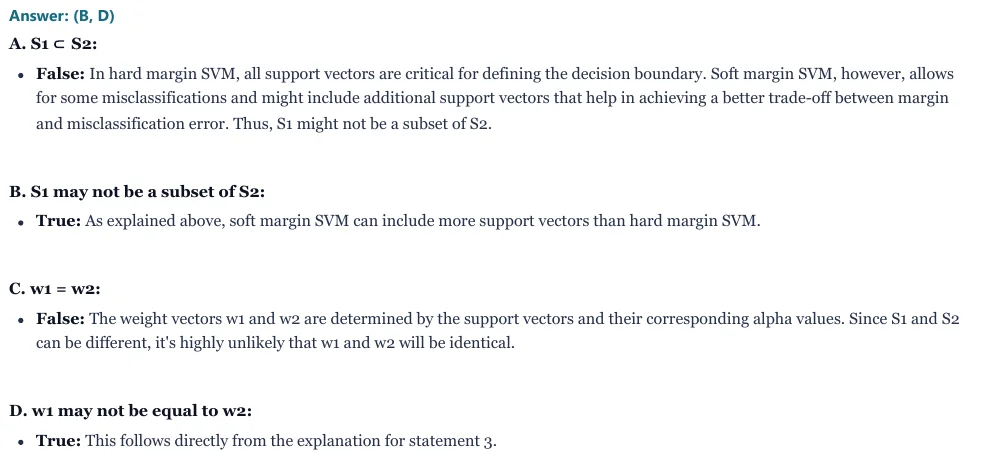 Answer: (B, D)
A. S1 ⊂ S2:
• False: In hard margin SVM, all support vectors are critical for defining the decision boundary. Soft margin SVM, however, allows
for some misclassifications and might include additional support vectors that help in achieving a better trade-off between margin
and misclassification error. Thus, S1 might not be a subset of S2.
B. S1 may not be a subset of S2:
• True: As explained above, soft margin SVM can include more support vectors than hard margin SVM.
C. w1 = w2:
• False: The weight vectors w1 and w2 are determined by the support vectors and their corresponding alpha values. Since S1 and S2
can be different, it's highly unlikely that w1 and w2 will be identical.
D. w1 may not be equal to w2:
• True: This follows directly from the explanation for statement 3.